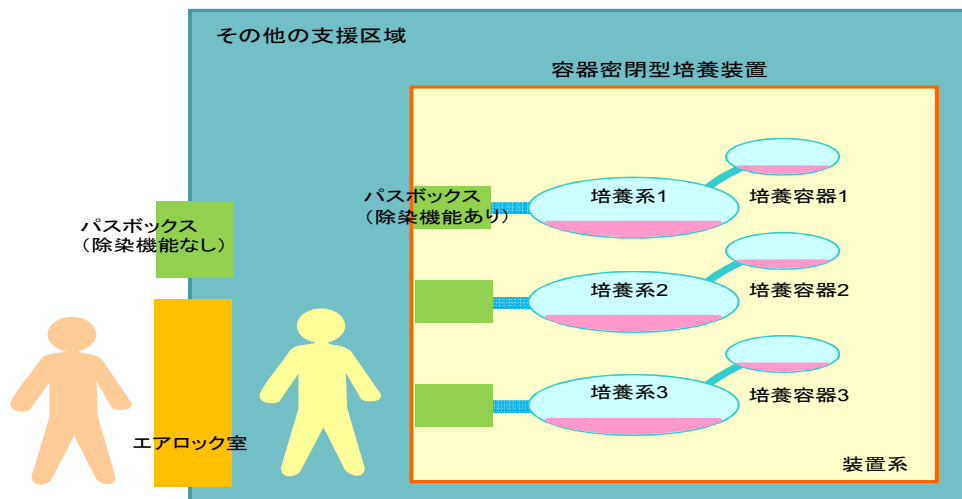 その他の支援区域
容器密閉型培養装置
パスボックス
（除染機能なし）
パスボックス
（除染機能あり）
培養系1
培養容器1
培養系2
培養容器2
培養系3
培養容器3
エアロック室
装置系